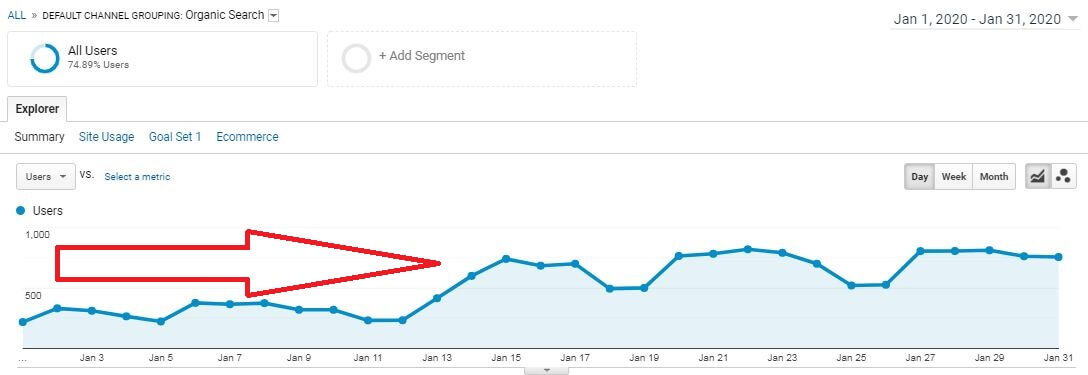 ALL » DEFAULT CHANNEL GROUPING: Organic Search
Jan 1, 2020 - Jan 31, 2020
All Users
74.89% Users
+ Add Segment
Explorer
Summary Site Usage Goal Set 1 Ecommerce
Users VS. Select a metric
Day Week Month
Users
1,000
500
... Jan 3 Jan 5 Jan 7 Jan 9 Jan 11 Jan 13 Jan 15 Jan 17 Jan 19 Jan 21 Jan 23 Jan 25 Jan 27 Jan 29 Jan 31